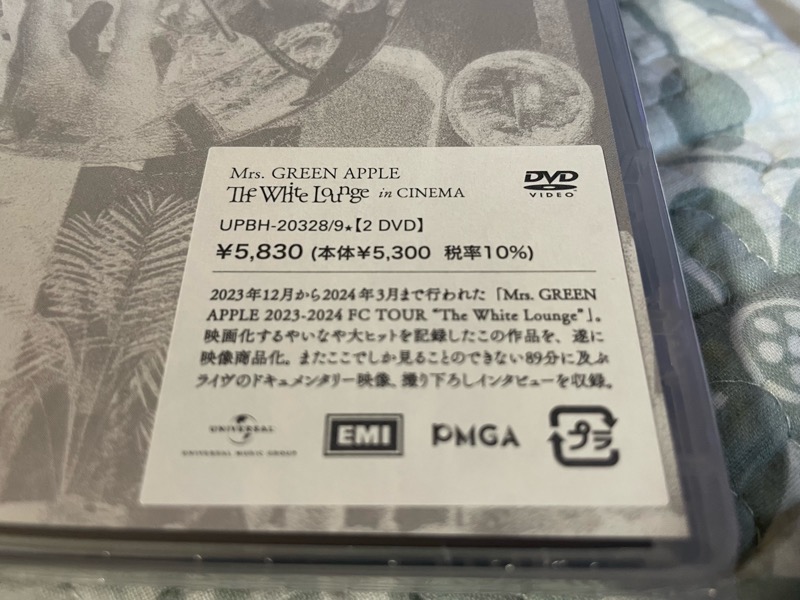 Mrs. GREEN APPLE
The White Lounge in CINEMA
DVD
VIDEO
UPBH-20328/9★【2 DVD】
¥5,830 (本体¥5,300 税率10%)
2023年12月から2024年3月まで行われた「Mrs. GREEN
APPLE 2023-2024 FC TOUR “The White Lounge”」。
映画化するやいなや大ヒットを記録したこの作品を、遂に
映像商品化。またここでしか見ることのできない89分に及ぶ
ライヴのドキュメンタリー映像、撮り下ろしインタビューを収録。
UNIVERSAL
UNIVERSAL MUSIC GROUP
EMI
PMGA
プラ